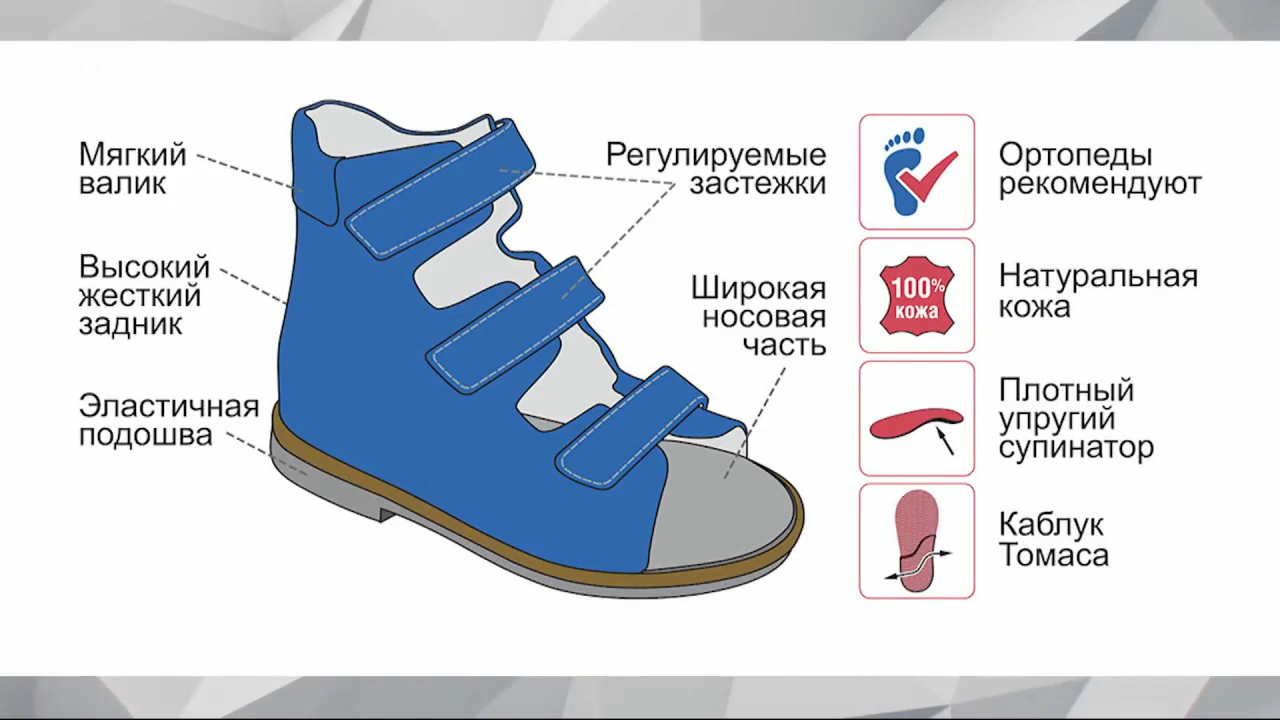 Мягкий
валик
Высокий
жесткий
задник
Эластичная
подошва
Регулируемые
застежки
Широкая
носовая
часть
Ортопеды
рекомендуют
100%
кожа
Натуральная
кожа
Плотный
упругий
супинатор
Каблук
Томаса